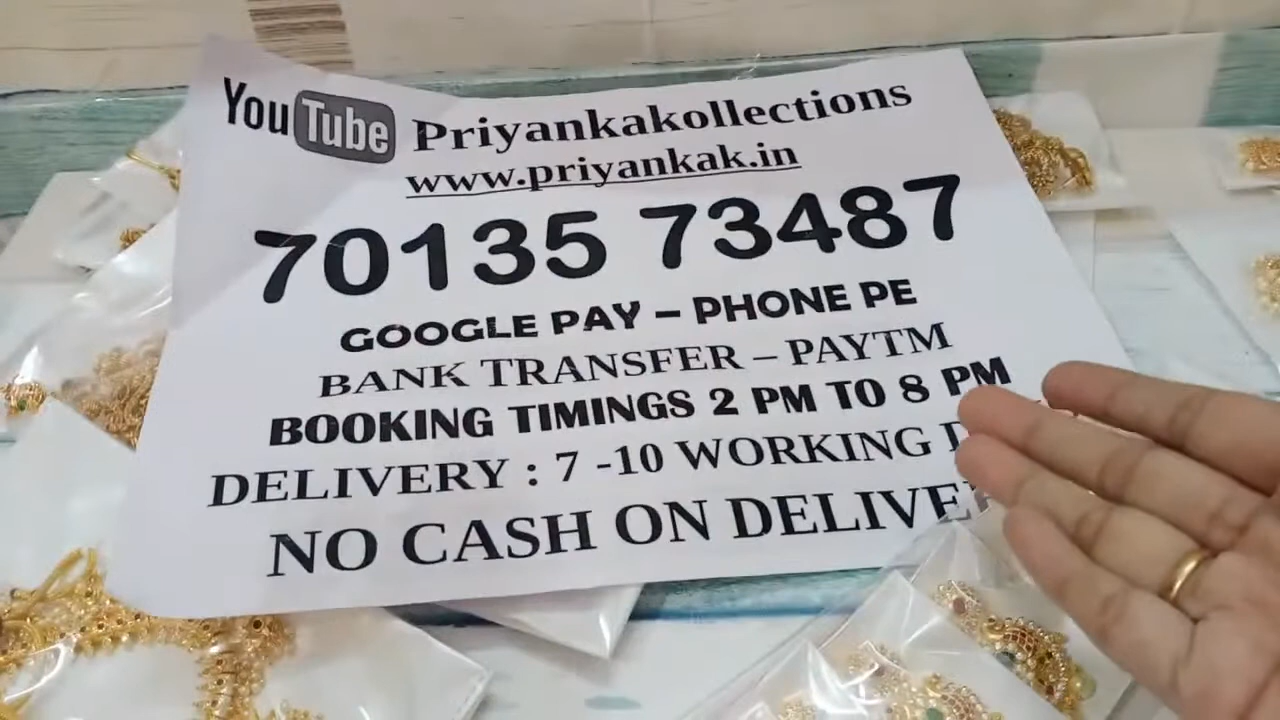 YouTube Priyankakollections
www.priyankak.in
70135 73487
GOOGLE PAY – PHONE PE
BANK TRANSFER – PAYTM
BOOKING TIMINGS 2 PM TO 8 PM
DELIVERY : 7 -10 WORKING
NO CASH ON